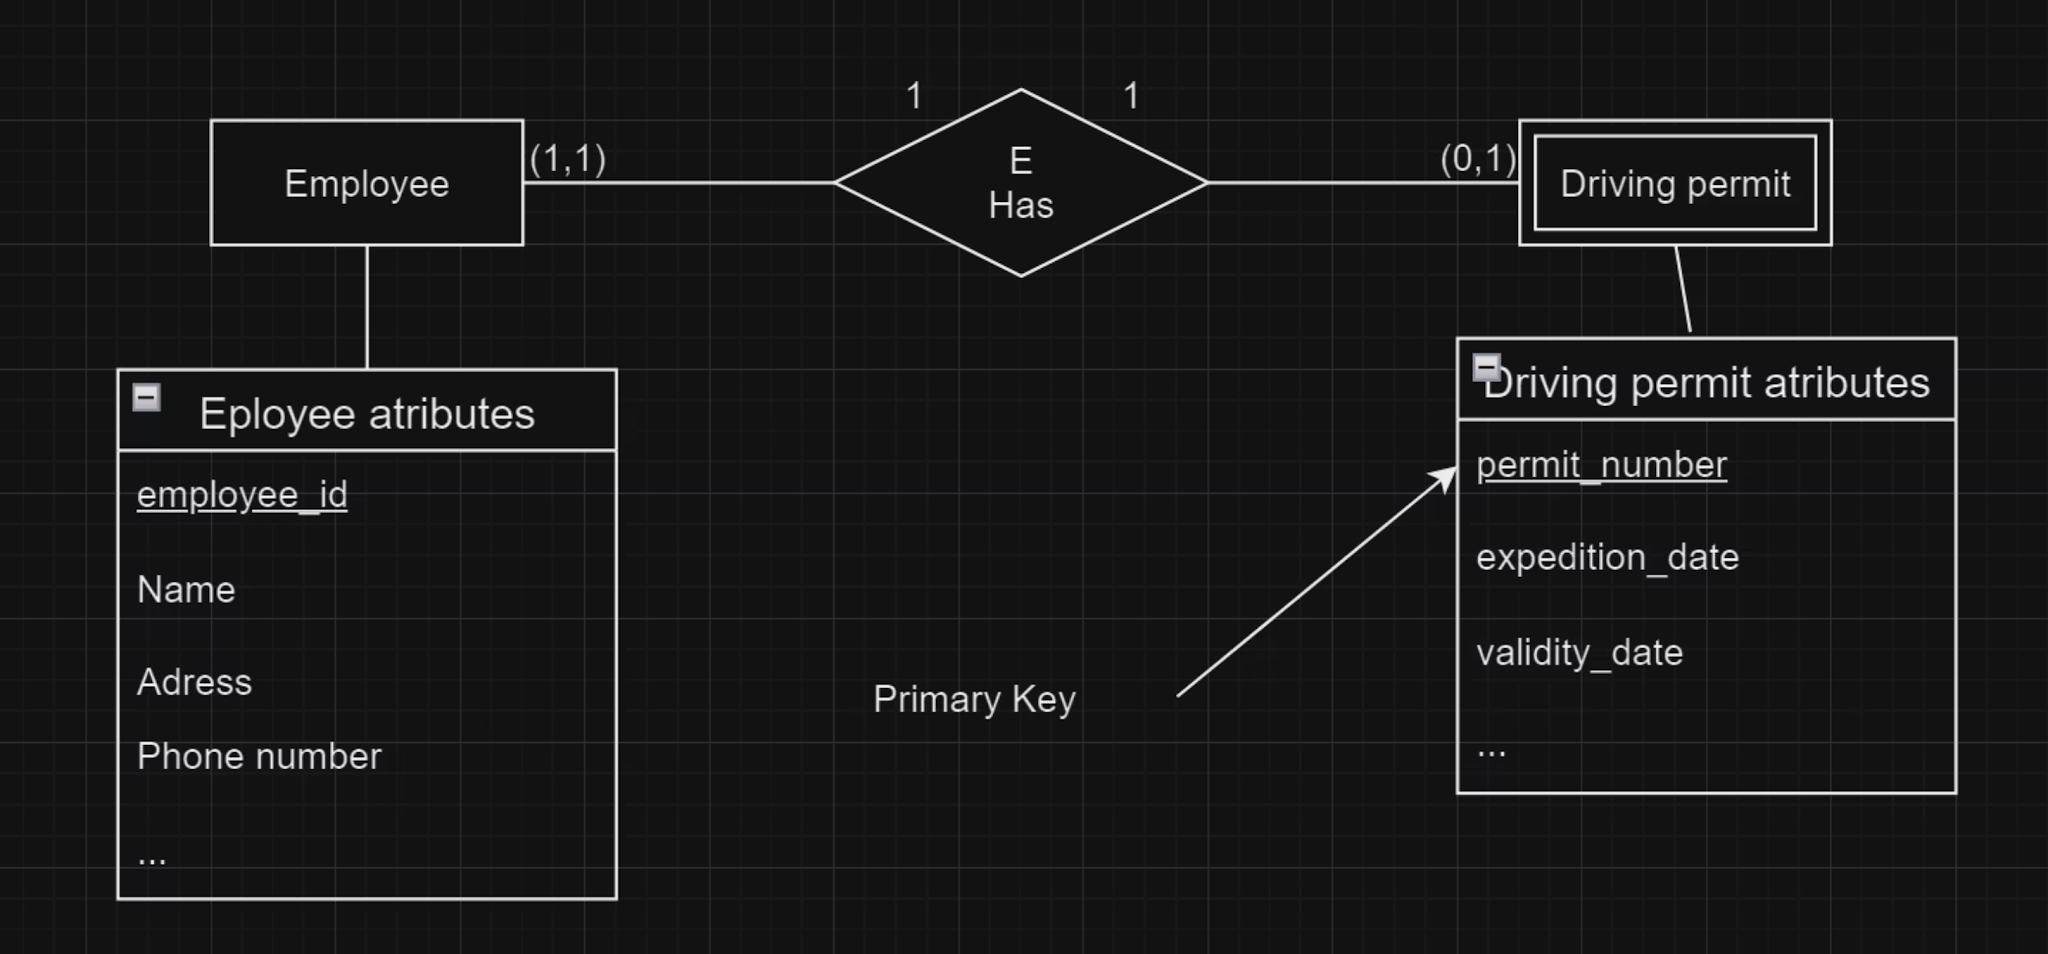 1
1
Employee
(1,1)
E
Has
(0,1)
Driving permit
Eployee atributes
employee_id
Name
Adress
Phone number
...
Primary Key
Driving permit atributes
permit_number
expedition_date
validity_date
...